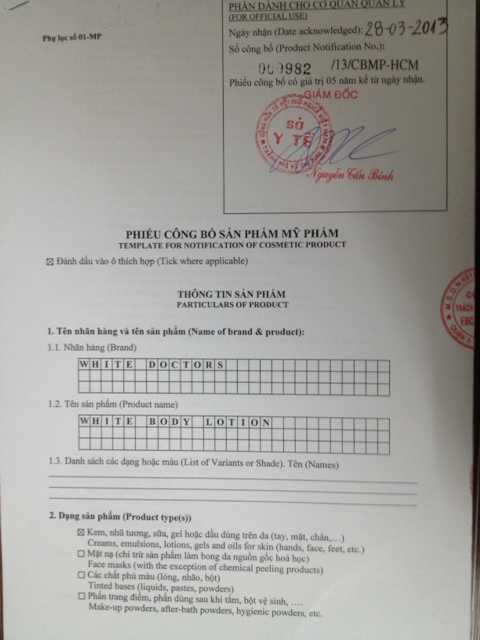 Phụ lục số 01-MP
PHẦN DÀNH CHO CƠ QUAN QUẢN LÝ
(FOR OFFICIAL USE)
Ngày nhận (Date acknowledged): 28-03-2013
Số công bố (Product Notification No.):
000982 /13/CBMP-HCM
Phiếu công bố có giá trị 05 năm kể từ ngày nhận.
GIÁM ĐỐC
SỞ
Y TẾ
Nguyễn Tấn Bỉnh
PHIẾU CÔNG BỐ SẢN PHẨM MỸ PHẨM
TEMPLATE FOR NOTIFICATION OF COSMETIC PRODUCT
☒ Đánh dấu vào ô thích hợp (Tick where applicable)
THÔNG TIN SẢN PHẨM
PARTICULARS OF PRODUCT
1. Tên nhãn hàng và tên sản phẩm (Name of brand & product):
1.1. Nhãn hàng (Brand)
WHITE DOCTORS
1.2. Tên sản phẩm (Product name)
WHITE BODY LOTION
1.3. Danh sách các dạng hoặc màu (List of Variants or Shade). Tên (Names)
2. Dạng sản phẩm (Product type(s))
☒ Kem, nhũ tương, sữa, gel hoặc dầu dùng trên da (tay, mặt, chân,...)
Creams, emulsions, lotions, gels and oils for skin (hands, face, feet, etc.)
☐ Mặt nạ (chỉ trừ sản phẩm làm bong da nguồn gốc hoá học)
Face masks (with the exception of chemical peeling products)
☐ Các chất phủ màu (lỏng, nhão, bột)
Tinted bases (liquids, pastes, powders)
☐ Phấn trang điểm, phấn dùng sau khi tắm, bột vệ sinh, ....
Make-up powders, after-bath powders, hygienic powders, etc.